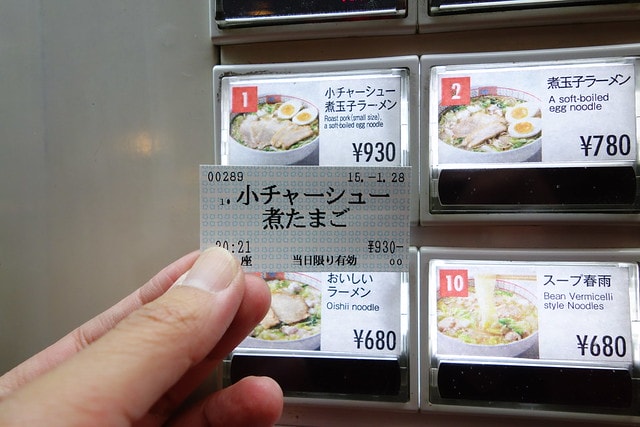 1
小チャーシュー
煮玉子ラーメン
Roast pork(small size),
a soft-boiled egg noodle
¥930
2
煮玉子ラーメン
A soft-boiled
egg noodle
¥780
00289 15.-1.28
1. 小チャーシュー
煮たまご
20:21 ¥930-
座 当日限り有効 00
おいしい
ラーメン
Oishii noodle
¥680
10
スープ春雨
Bean Vermicelli
style Noodles
¥680